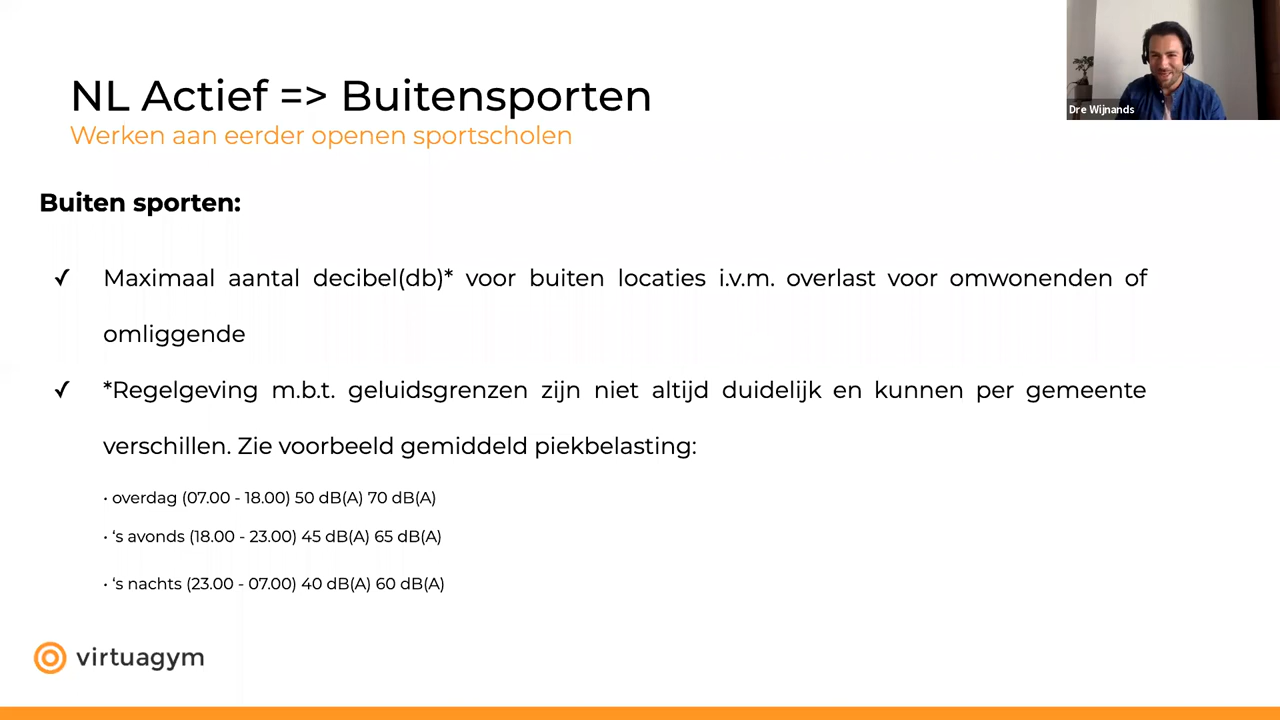 NL Actief => Buitensporten
Werken aan eerder openen sportscholen
Dre Wijnands
Buiten sporten:
✓ Maximaal aantal decibel(db)* voor buiten locaties i.v.m. overlast voor omwonenden of
omliggende
✓ *Regelgeving m.b.t. geluidsgrenzen zijn niet altijd duidelijk en kunnen per gemeente
verschillen. Zie voorbeeld gemiddeld piekbelasting:
• overdag (07.00 - 18.00) 50 dB(A) 70 dB(A)
• ‘s avonds (18.00 - 23.00) 45 dB(A) 65 dB(A)
• ‘s nachts (23.00 - 07.00) 40 dB(A) 60 dB(A)
virtuagym